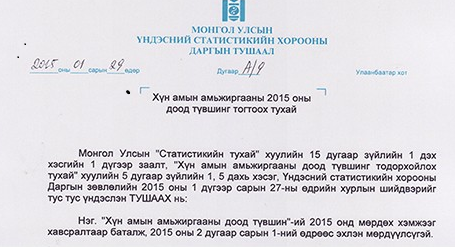 МОНГОЛ УЛСЫН
ҮНДЭСНИЙ СТАТИСТИКИЙН ХОРООНЫ
ДАРГЫН ТУШААЛ
2015 оны 01 сарын 29 өдөр Дугаар А/9 Улаанбаатар хот
Хүн амын амьжиргааны 2015 оны
доод түвшинг тогтоох тухай
Монгол Улсын "Статистикийн тухай" хуулийн 15 дугаар зүйлийн 1 дэх
хэсгийн 1 дүгээр заалт, "Хүн амын амьжиргааны доод түвшинг тодорхойлох
тухай" хуулийн 5 дугаар зүйлийн 1, 5 дахь хэсэг, Үндэсний статистикийн хорооны
Даргын зөвлөлийн 2015 оны 1 дүгээр сарын 27-ны өдрийн хурлын шийдвэрийг
тус тус үндэслэн ТУШААХ нь:
Нэг. "Хүн амын амьжиргааны доод түвшин"-ий 2015 онд мөрдөх хэмжээг
хавсралтаар баталж, 2015 оны 2 дугаар сарын 1-ний өдрөөс эхлэн мөрдүүлсүгэй.